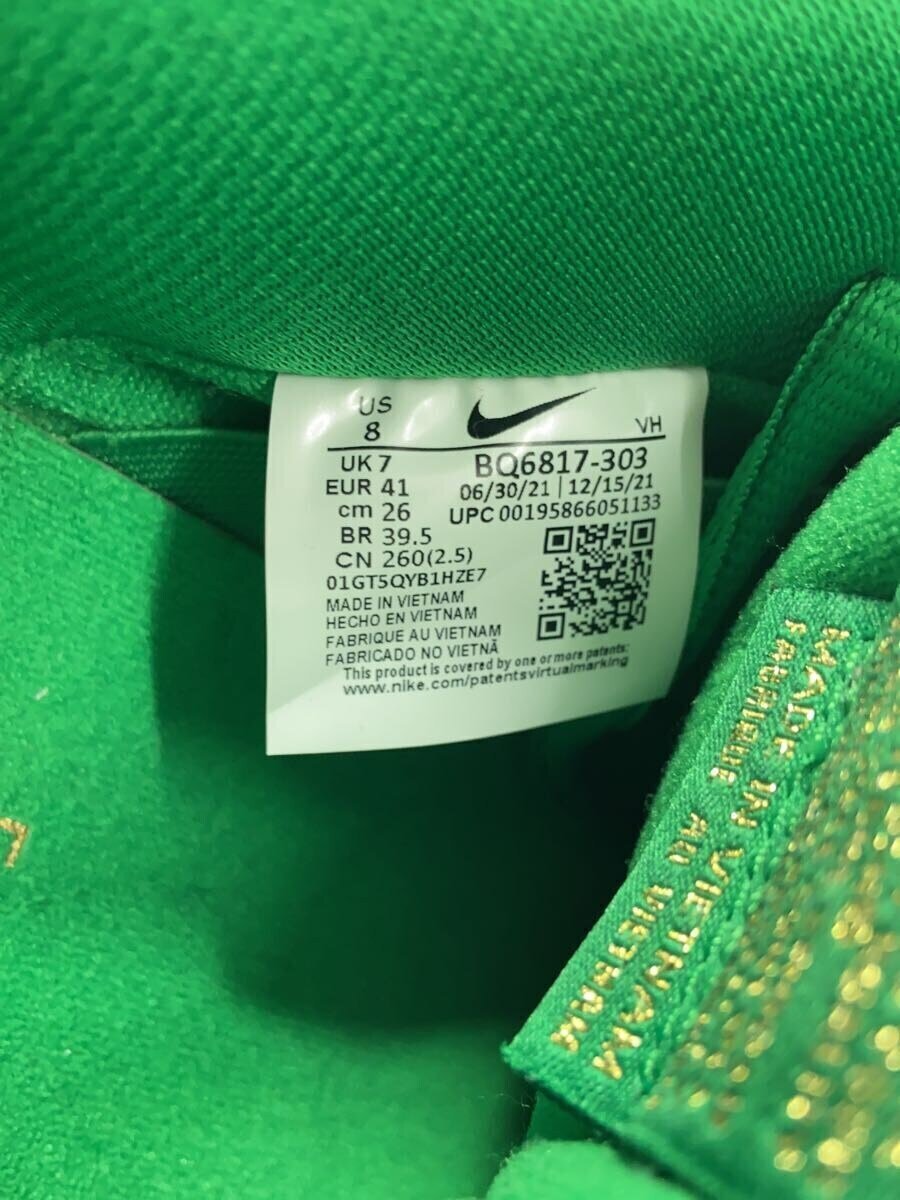 US
8
VH
UK 7
BQ6817-303
EUR 41
06/30/21 | 12/15/21
cm 26
UPC 00195866051133
BR 39.5
CN 260(2.5)
01GT5QYB1HZE7
MADE IN VIETNAM
HECHO EN VIETNAM
FABRIQUE AU VIETNAM
FABRICADO NO VIETNÃ
This product is covered by one or more patents:
www.nike.com/patentsvirtualmarking
MADE IN VIETNAM
FABRIQUE AU VIETNAM